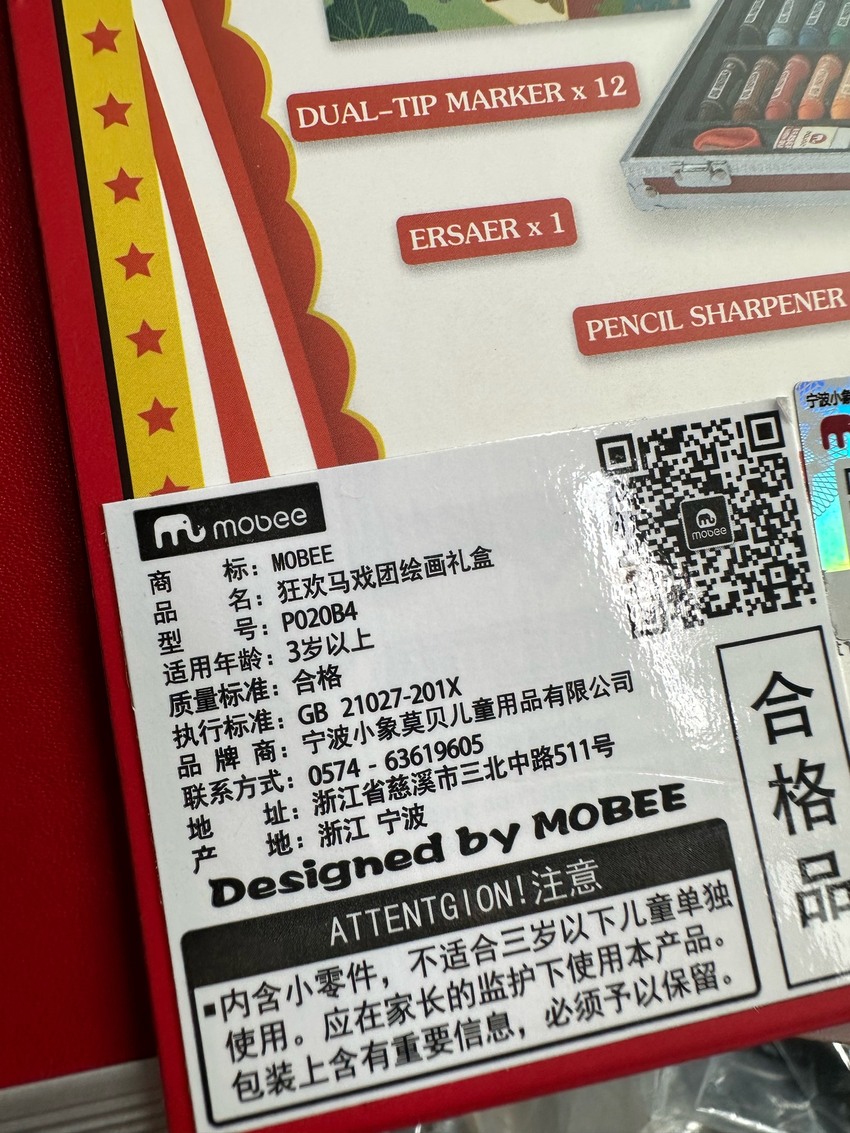 DUAL-TIP MARKER x 12
ERSAER x 1
PENCIL SHARPENER
宁波小象
mobee
mobee
商 标: MOBEE
品 名: 狂欢马戏团绘画礼盒
型 号: P020B4
适用年龄: 3岁以上
质量标准: 合格
执行标准: GB 21027-201X
品 牌 商: 宁波小象莫贝儿童用品有限公司
联系方式: 0574 - 63619605
地 址: 浙江省慈溪市三北中路511号
产 地: 浙江 宁波
Designed by MOBEE
合格品
ATTENTGION!注意
▪内含小零件，不适合三岁以下儿童单独
使用。应在家长的监护下使用本产品。
包装上含有重要信息，必须予以保留。